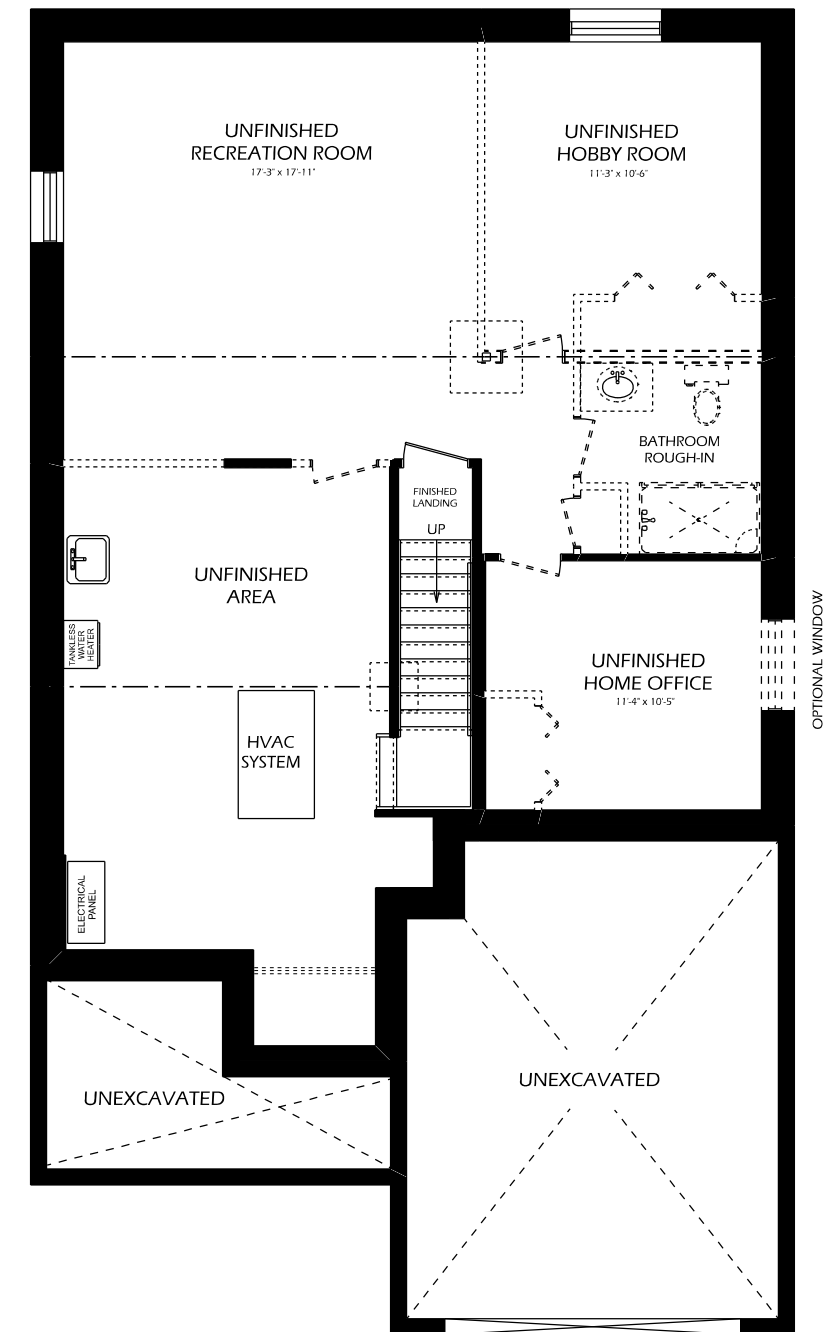 UNFINISHED
RECREATION ROOM
17'-3" x 17'-11"
UNFINISHED
HOBBY ROOM
11'-3" x 10'-6"
BATHROOM
ROUGH-IN
FINISHED
LANDING
UP
UNFINISHED
AREA
TANKLESS
WATER
HEATER
UNFINISHED
HOME OFFICE
11'-4" x 10'-5"
OPTIONAL WINDOW
HVAC
SYSTEM
ELECTRICAL
PANEL
UNEXCAVATED
UNEXCAVATED